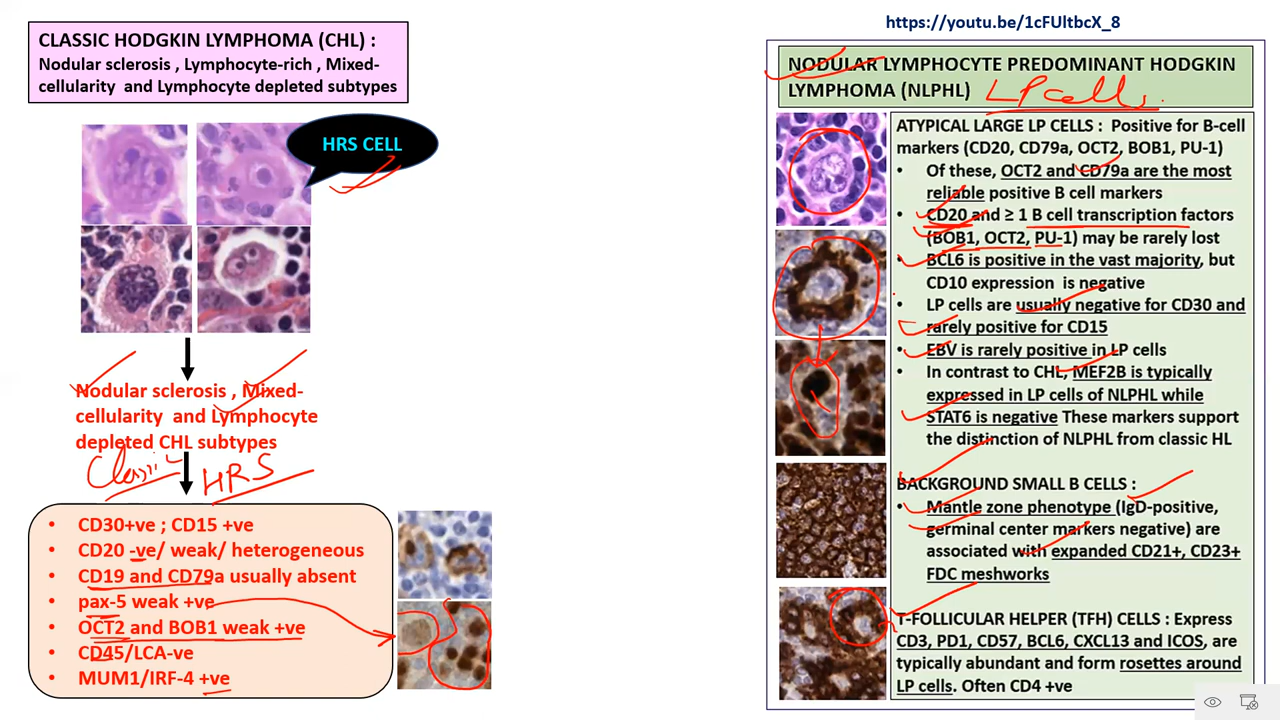 CLASSIC HODGKIN LYMPHOMA (CHL) :
Nodular sclerosis , Lymphocyte-rich , Mixed-
cellularity and Lymphocyte depleted subtypes
HRS CELL
Nodular sclerosis , Mixed-
cellularity and Lymphocyte
depleted CHL subtypes
Classic
HRS
• CD30+ve ; CD15 +ve
• CD20 -ve/ weak/ heterogeneous
• CD19 and CD79a usually absent
• pax-5 weak +ve
• OCT2 and BOB1 weak +ve
• CD45/LCA-ve
• MUM1/IRF-4 +ve
https://youtu.be/1cFUltbcX_8
NODULAR LYMPHOCYTE PREDOMINANT HODGKIN
LYMPHOMA (NLPHL)
LP cells
ATYPICAL LARGE LP CELLS : Positive for B-cell
markers (CD20, CD79a, OCT2, BOB1, PU-1)
• Of these, OCT2 and CD79a are the most
reliable positive B cell markers
• CD20 and ≥ 1 B cell transcription factors
(BOB1, OCT2, PU-1) may be rarely lost
• BCL6 is positive in the vast majority, but
CD10 expression is negative
• LP cells are usually negative for CD30 and
rarely positive for CD15
• EBV is rarely positive in LP cells
• In contrast to CHL, MEF2B is typically
expressed in LP cells of NLPHL while
STAT6 is negative These markers support
the distinction of NLPHL from classic HL
BACKGROUND SMALL B CELLS :
• Mantle zone phenotype (IgD-positive,
germinal center markers negative) are
associated with expanded CD21+, CD23+
FDC meshworks
T-FOLLICULAR HELPER (TFH) CELLS : Express
CD3, PD1, CD57, BCL6, CXCL13 and ICOS, are
typically abundant and form rosettes around
LP cells. Often CD4 +ve